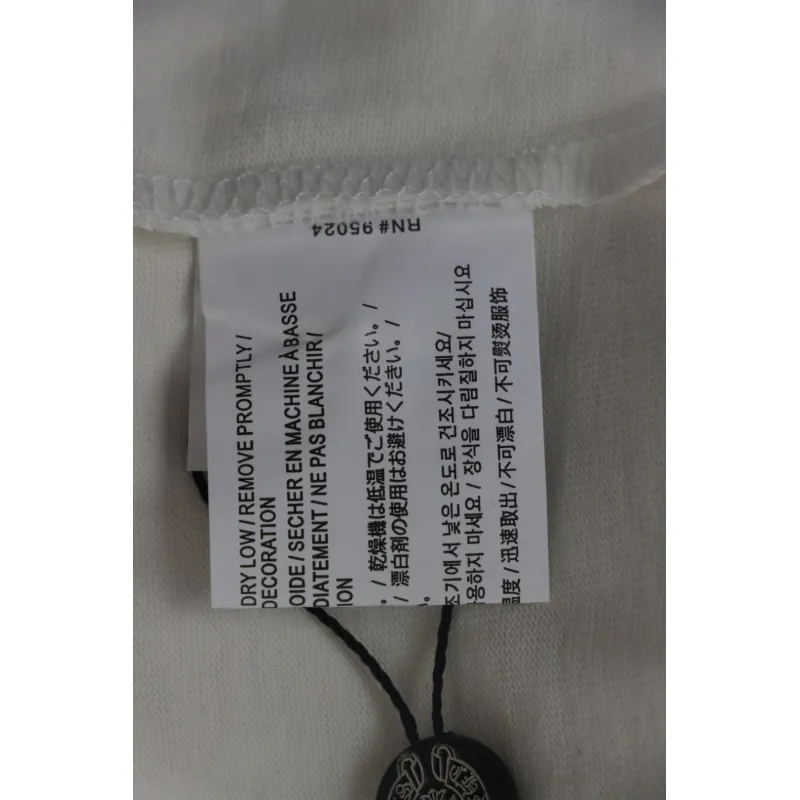 RN# 95024
DRY LOW / REMOVE PROMPTLY /
DECORATION
OIDE / SECHER EN MACHINE À BASSE
DIATEMENT / NE PAS BLANCHIR /
ION
。/ 乾燥機は低温でご使用ください。/
/ 漂白剤の使用はお避けください。/
조기에서 낮은 온도로 건조시키세요/
용하지 마세요 / 장식을 다림질하지 마십시요
温度 / 迅速取出 / 不可漂白 / 不可熨烫服饰